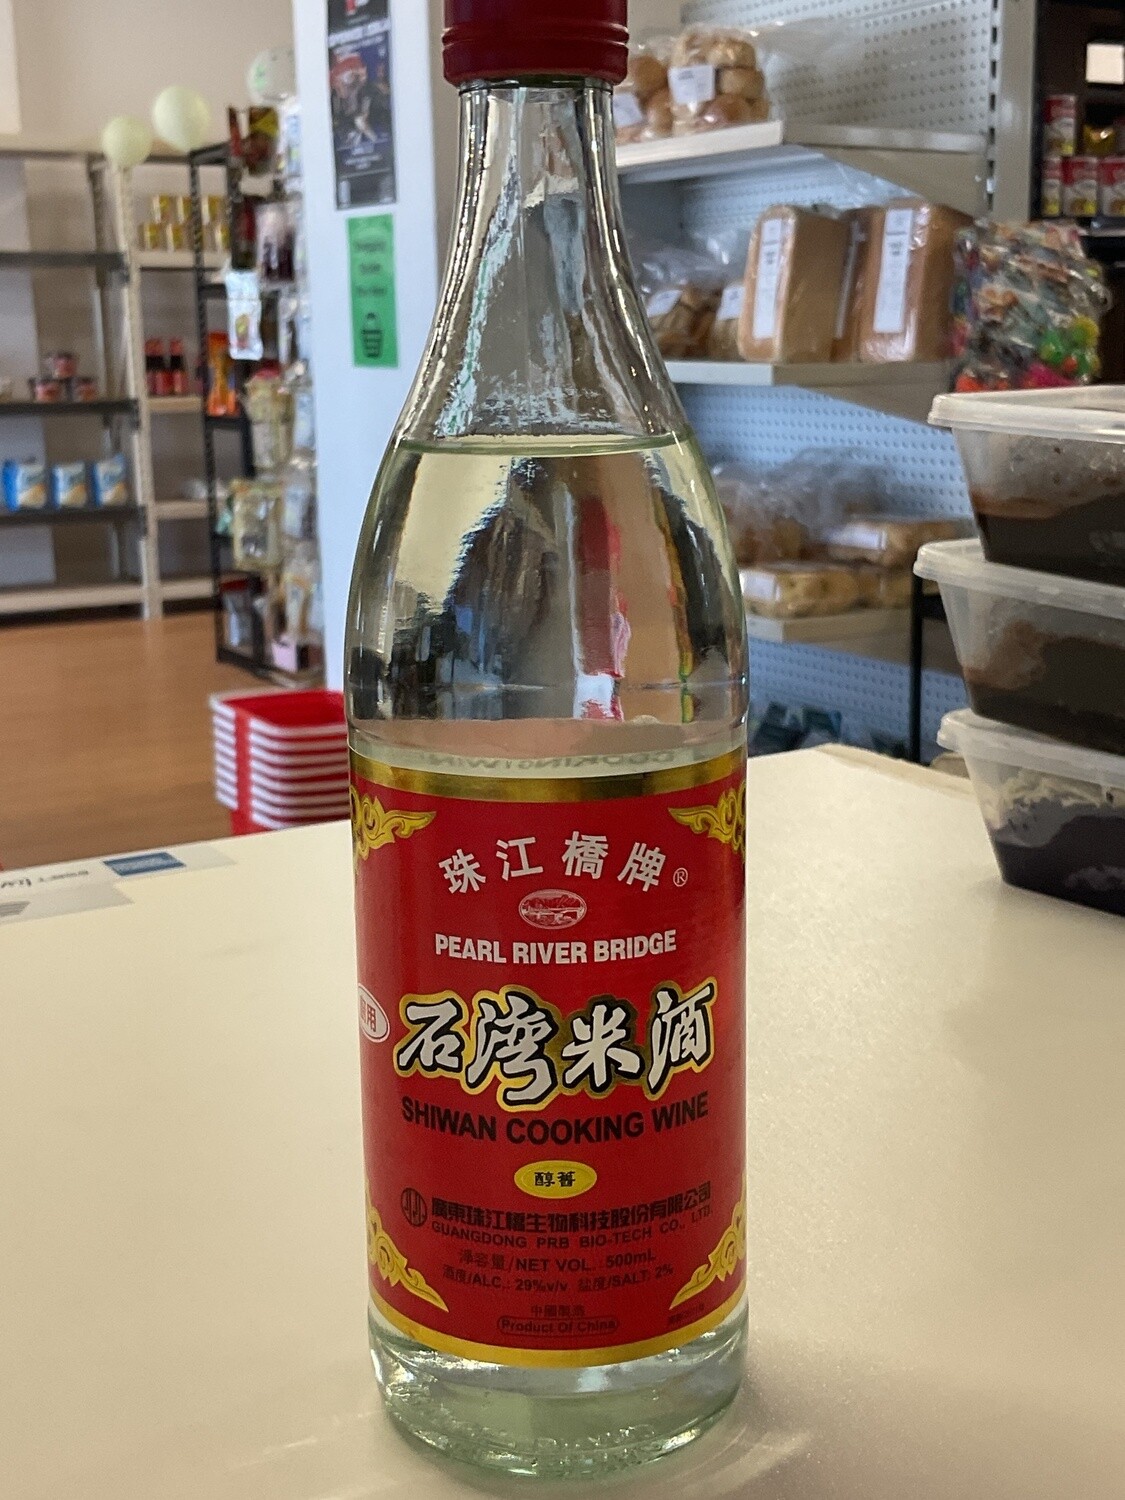 珠江橋牌®
PEARL RIVER BRIDGE
石湾米酒
SHIWAN COOKING WINE
醇舊
廣東珠江橋生物科技股份有限公司
GUANGDONG PRB BIO-TECH CO., LTD.
淨容量/NET VOL.: 500mL
酒度/ALC.: 29%v/v 盐度/SALT: 2%
中國製造
Product Of China